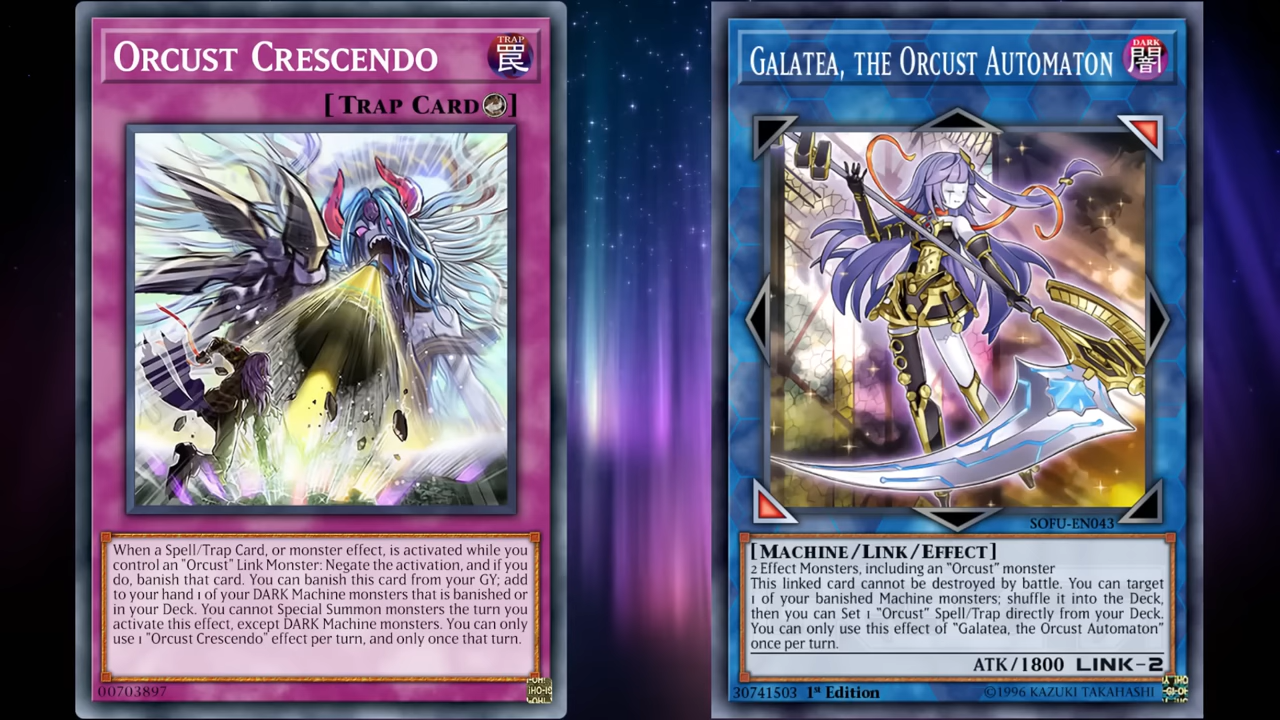 ORCUST CRESCENDO
TRAP
罠
[TRAP CARD]
When a Spell/Trap Card, or monster effect, is activated while you
control an "Orcust" Link Monster: Negate the activation, and if you
do, banish that card. You can banish this card from your GY; add
to your hand 1 of your DARK Machine monsters that is banished or
in your Deck. You cannot Special Summon monsters the turn you
activate this effect, except DARK Machine monsters. You can only
use 1 "Orcust Crescendo" effect per turn, and only once that turn.
00703897
GALATEA, THE ORCUST AUTOMATON
DARK
闇
SOFU-EN043
[MACHINE/LINK/EFFECT]
2 Effect Monsters, including an "Orcust" monster
This linked card cannot be destroyed by battle. You can target
1 of your banished Machine monsters; shuffle it into the Deck,
then you can Set 1 "Orcust" Spell/Trap directly from your Deck.
You can only use this effect of "Galatea, the Orcust Automaton"
once per turn.
ATK/1800 LINK-2
30741503 1st Edition ©1996 KAZUKI TAKAHASHI